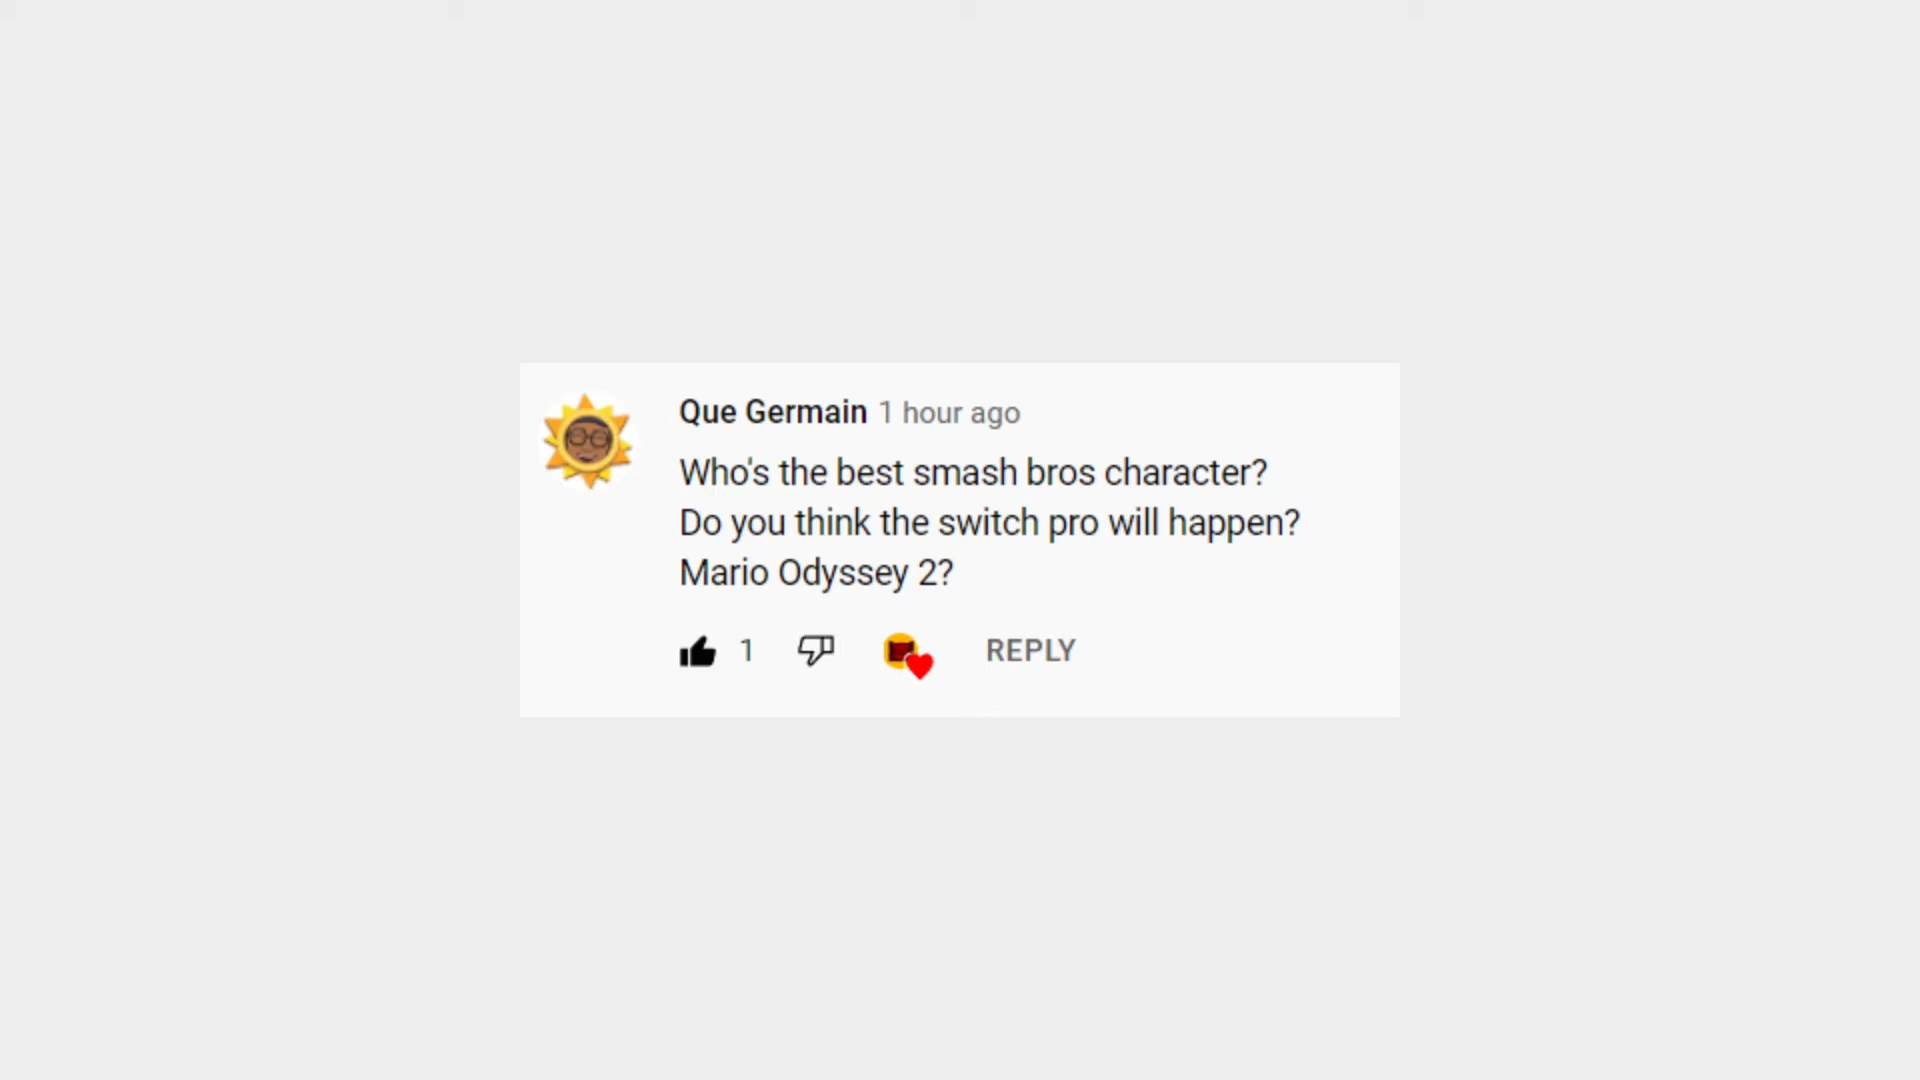 Que Germain 1 hour ago
Who's the best smash bros character?
Do you think the switch pro will happen?
Mario Odyssey 2?
1 REPLY